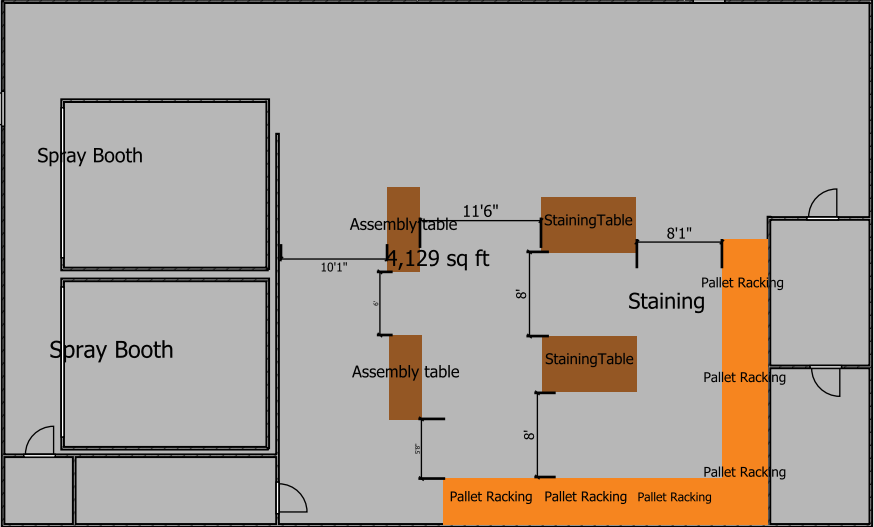 Spray Booth
Assembly table
11'6"
StainingTable
8'1"
10'1"
4,129 sq ft
Pallet Racking
8'
Staining
Spray Booth
StainingTable
Assembly table
Pallet Racking
8'
Pallet Racking
Pallet Racking
Pallet Racking
Pallet Racking